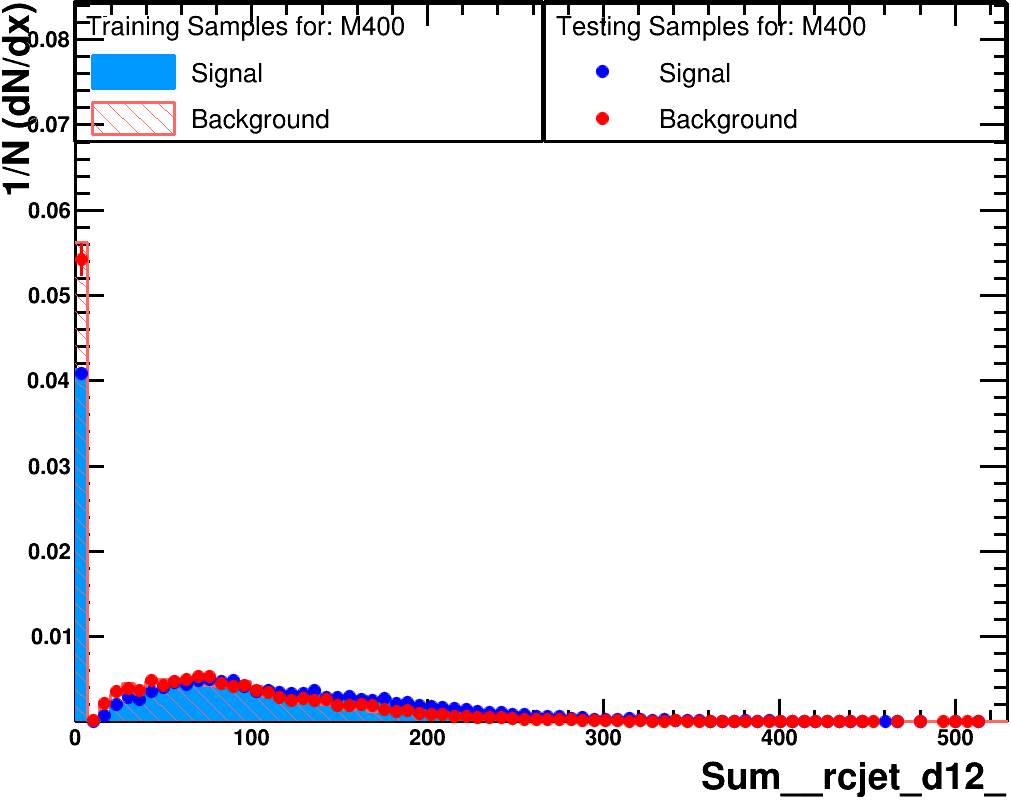 1/N (dN/dx)
Training Samples for: M400
Signal
Background
Testing Samples for: M400
Signal
Background
0.08
0.07
0.06
0.05
0.04
0.03
0.02
0.01
0 100 200 300 400 500
Sum__rcjet_d12_